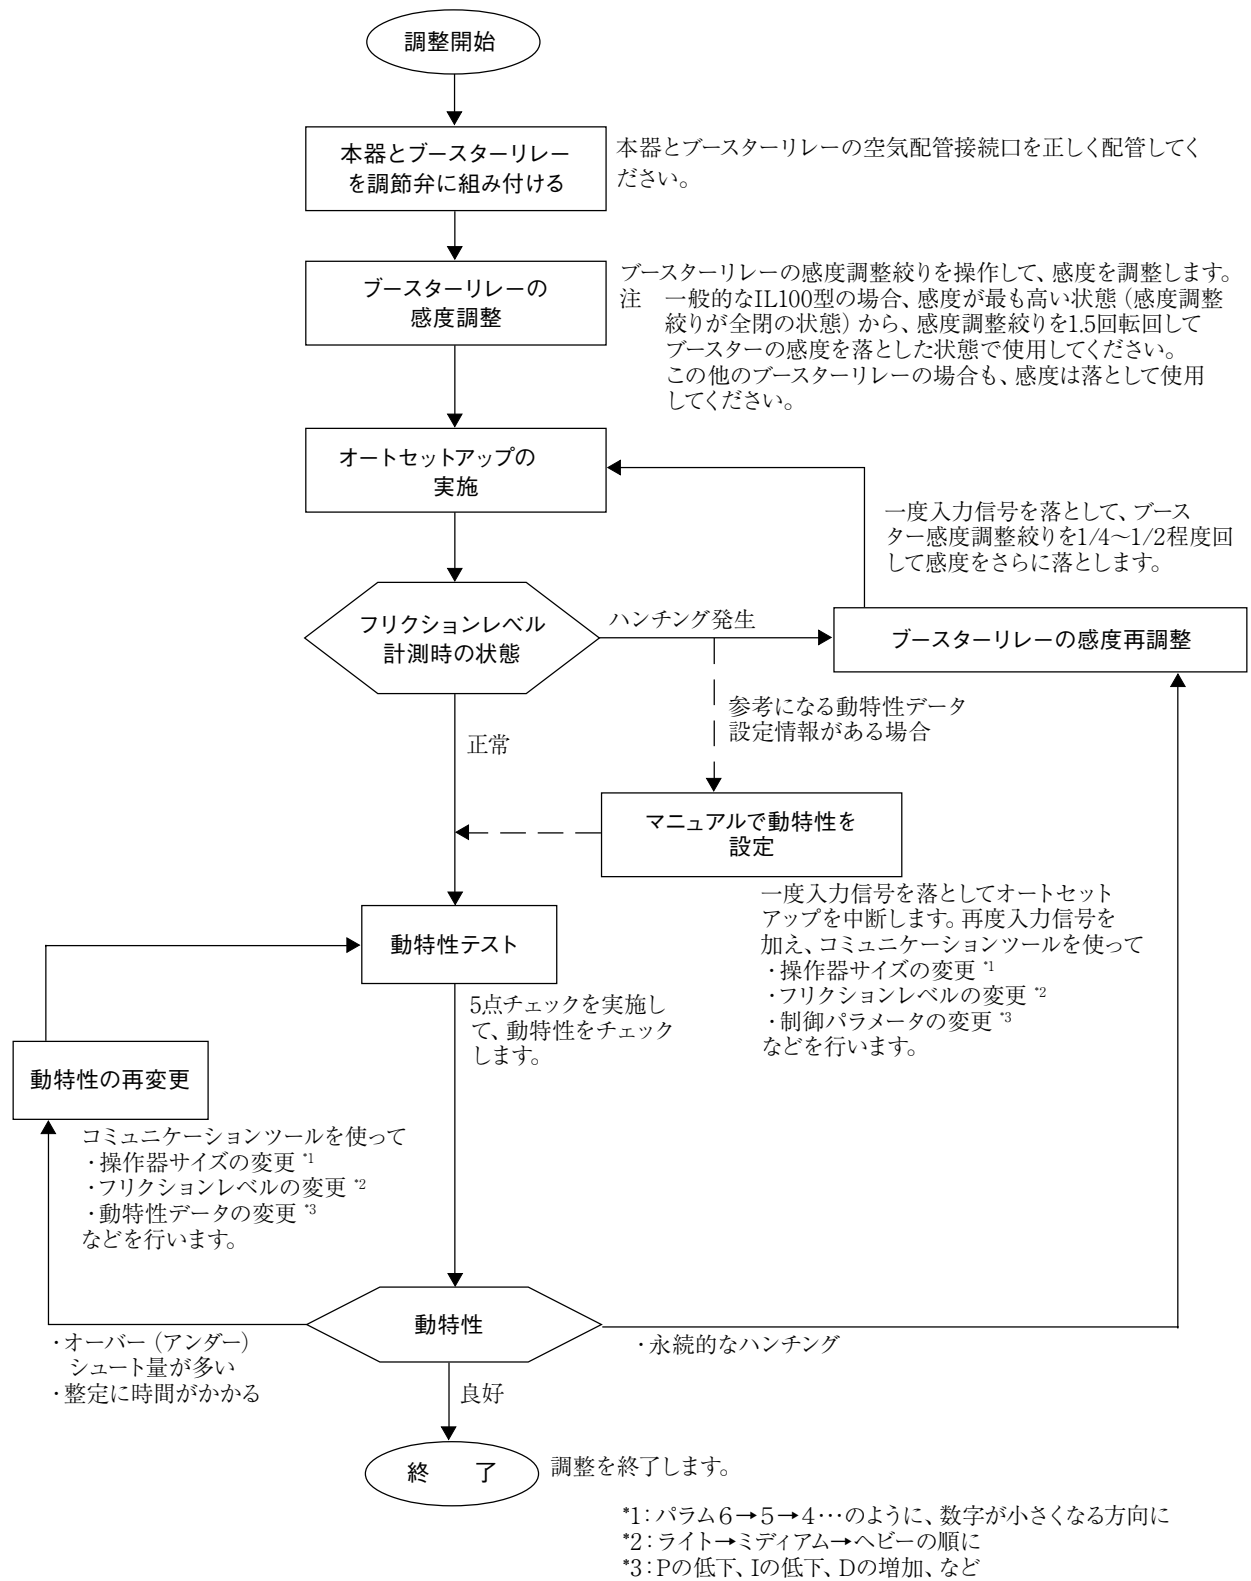 調整開始
本器とブースターリレー
を調節弁に組み付ける
本器とブースターリレーの空気配管接続口を正しく配管してく
ださい。
ブースターリレーの
感度調整
ブースターリレーの感度調整絞りを操作して、感度を調整します。
注　一般的なIL100型の場合、感度が最も高い状態（感度調整
絞りが全閉の状態）から、感度調整絞りを1.5回転回して
ブースターの感度を落とした状態で使用してください。
この他のブースターリレーの場合も、感度は落として使用
してください。
オートセットアップの
実施
一度入力信号を落として、ブース
ター感度調整絞りを1/4～1/2程度回
して感度をさらに落とします。
フリクションレベル
計測時の状態
ハンチング発生
ブースターリレーの感度再調整
参考になる動特性データ
設定情報がある場合
正常
マニュアルで動特性を
設定
一度入力信号を落としてオートセット
アップを中断します。再度入力信号を
加え、コミュニケーションツールを使って
・操作器サイズの変更 *1
・フリクションレベルの変更 *2
・制御パラメータの変更 *3
などを行います。
動特性テスト
5点チェックを実施し
て、動特性をチェック
します。
動特性の再変更
コミュニケーションツールを使って
・操作器サイズの変更 *1
・フリクションレベルの変更 *2
・動特性データの変更 *3
などを行います。
動特性
・オーバー（アンダー）
シュート量が多い
・整定に時間がかかる
・永続的なハンチング
良好
終　了
調整を終了します。
*1：パラム6→5→4…のように、数字が小さくなる方向に
*2：ライト→ミディアム→ヘビーの順に
*3：Pの低下、Iの低下、Dの増加、など